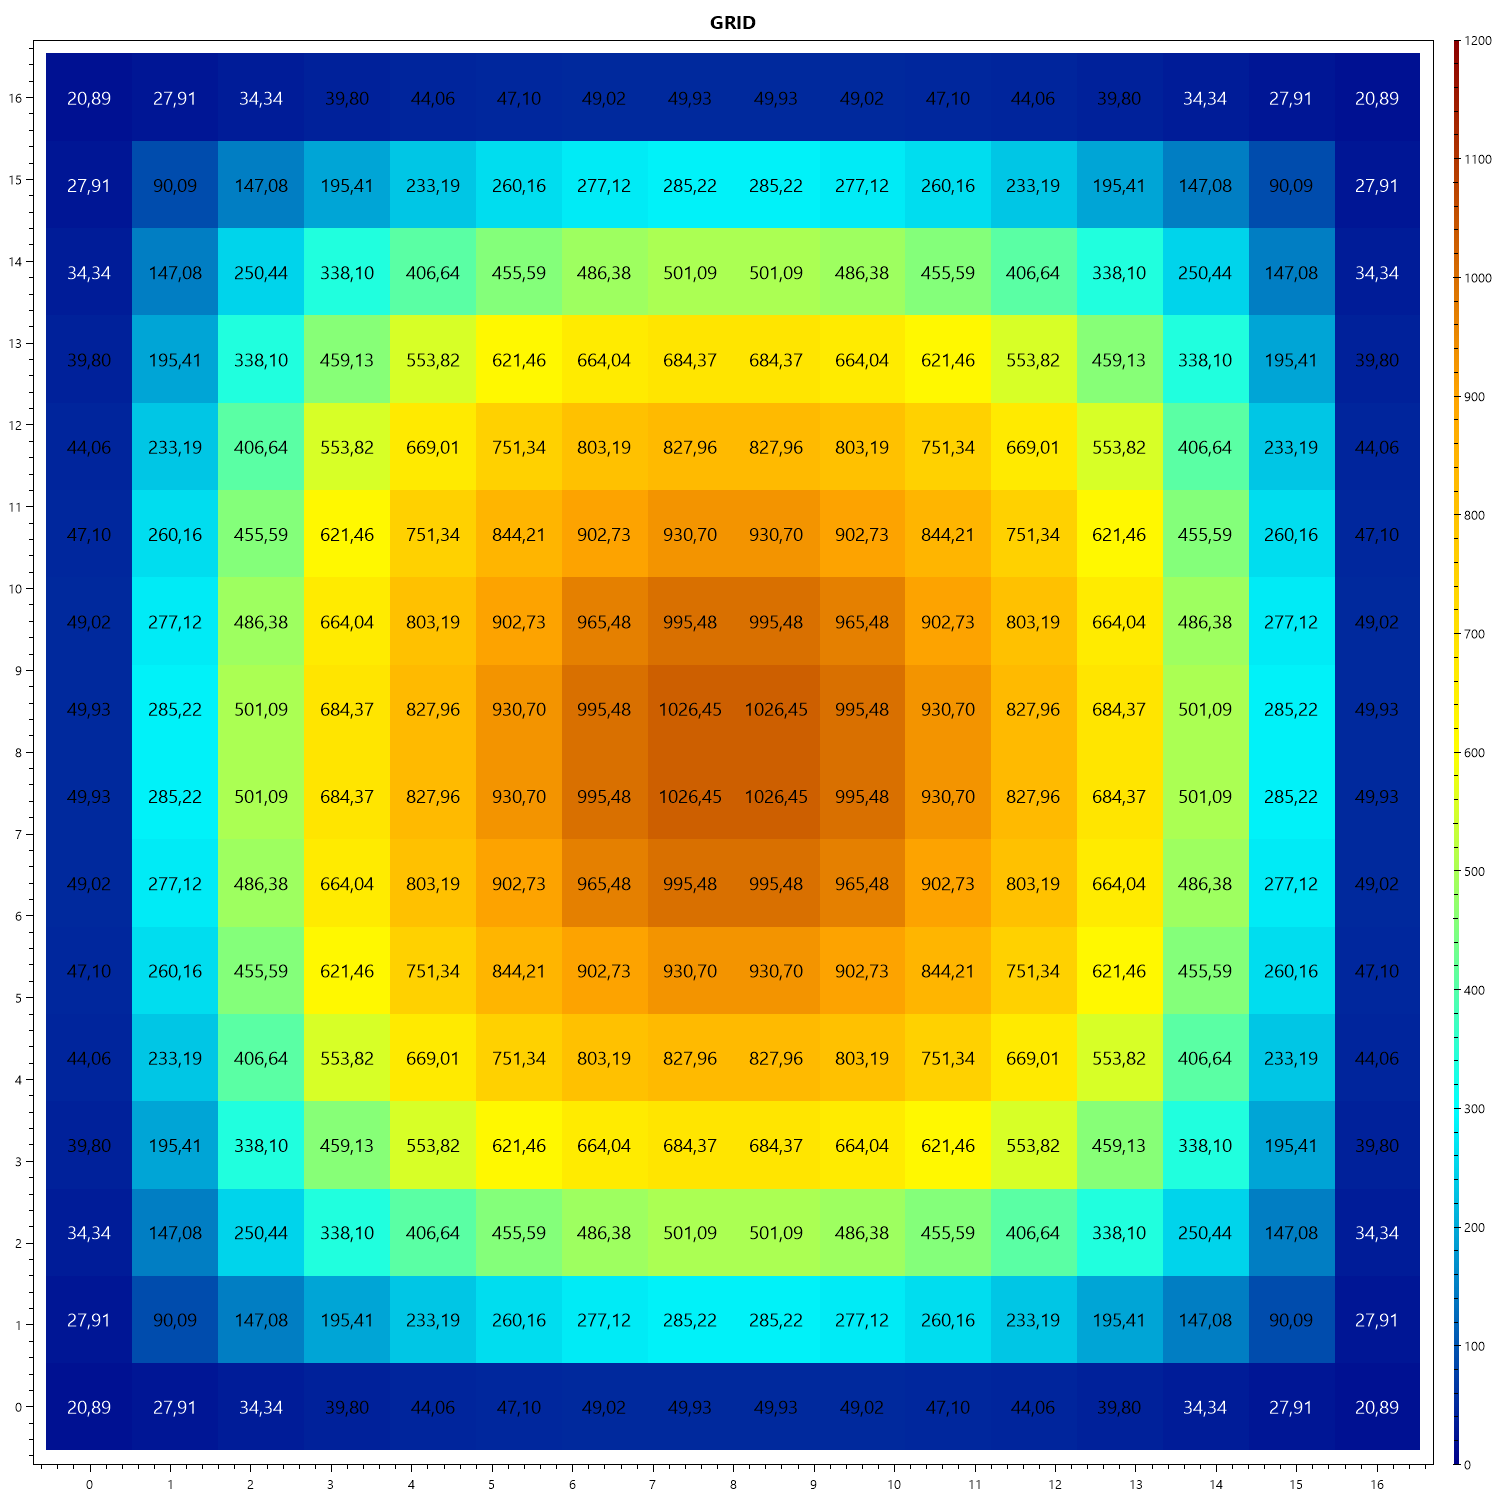 GRID
1200
16 20,89 27,91 34,34 39,80 44,06 47,10 49,02 49,93 49,93 49,02 47,10 44,06 39,80 34,34 27,91 20,89
1100
15 27,91 90,09 147,08 195,41 233,19 260,16 277,12 285,22 285,22 277,12 260,16 233,19 195,41 147,08 90,09 27,91
14 34,34 147,08 250,44 338,10 406,64 455,59 486,38 501,09 501,09 486,38 455,59 406,64 338,10 250,44 147,08 34,34
1000
13 39,80 195,41 338,10 459,13 553,82 621,46 664,04 684,37 684,37 664,04 621,46 553,82 459,13 338,10 195,41 39,80
900
12 44,06 233,19 406,64 553,82 669,01 751,34 803,19 827,96 827,96 803,19 751,34 669,01 553,82 406,64 233,19 44,06
11 800
47,10 260,16 455,59 621,46 751,34 844,21 902,73 930,70 930,70 902,73 844,21 751,34 621,46 455,59 260,16 47,10
10
49,02 277,12 486,38 664,04 803,19 902,73 965,48 995,48 995,48 965,48 902,73 803,19 664,04 486,38 277,12 49,02
700
9
49,93 285,22 501,09 684,37 827,96 930,70 995,48 1026,45 1026,45 995,48 930,70 827,96 684,37 501,09 285,22 49,93
8 600
49,93 285,22 501,09 684,37 827,96 930,70 995,48 1026,45 1026,45 995,48 930,70 827,96 684,37 501,09 285,22 49,93
7
500
49,02 277,12 486,38 664,04 803,19 902,73 965,48 995,48 995,48 965,48 902,73 803,19 664,04 486,38 277,12 49,02
6
47,10 260,16 455,59 621,46 751,34 844,21 902,73 930,70 930,70 902,73 844,21 751,34 621,46 455,59 260,16 47,10
400
5
44,06 233,19 406,64 553,82 669,01 751,34 803,19 827,96 827,96 803,19 751,34 669,01 553,82 406,64 233,19 44,06
4
300
39,80 195,41 338,10 459,13 553,82 621,46 664,04 684,37 684,37 664,04 621,46 553,82 459,13 338,10 195,41 39,80
3
200
34,34 147,08 250,44 338,10 406,64 455,59 486,38 501,09 501,09 486,38 455,59 406,64 338,10 250,44 147,08 34,34
2
1 27,91 90,09 147,08 195,41 233,19 260,16 277,12 285,22 285,22 277,12 260,16 233,19 195,41 147,08 90,09 27,91
100
0 20,89 27,91 34,34 39,80 44,06 47,10 49,02 49,93 49,93 49,02 47,10 44,06 39,80 34,34 27,91 20,89
0
0 1 2 3 4 5 6 7 8 9 10 11 12 13 14 15 16